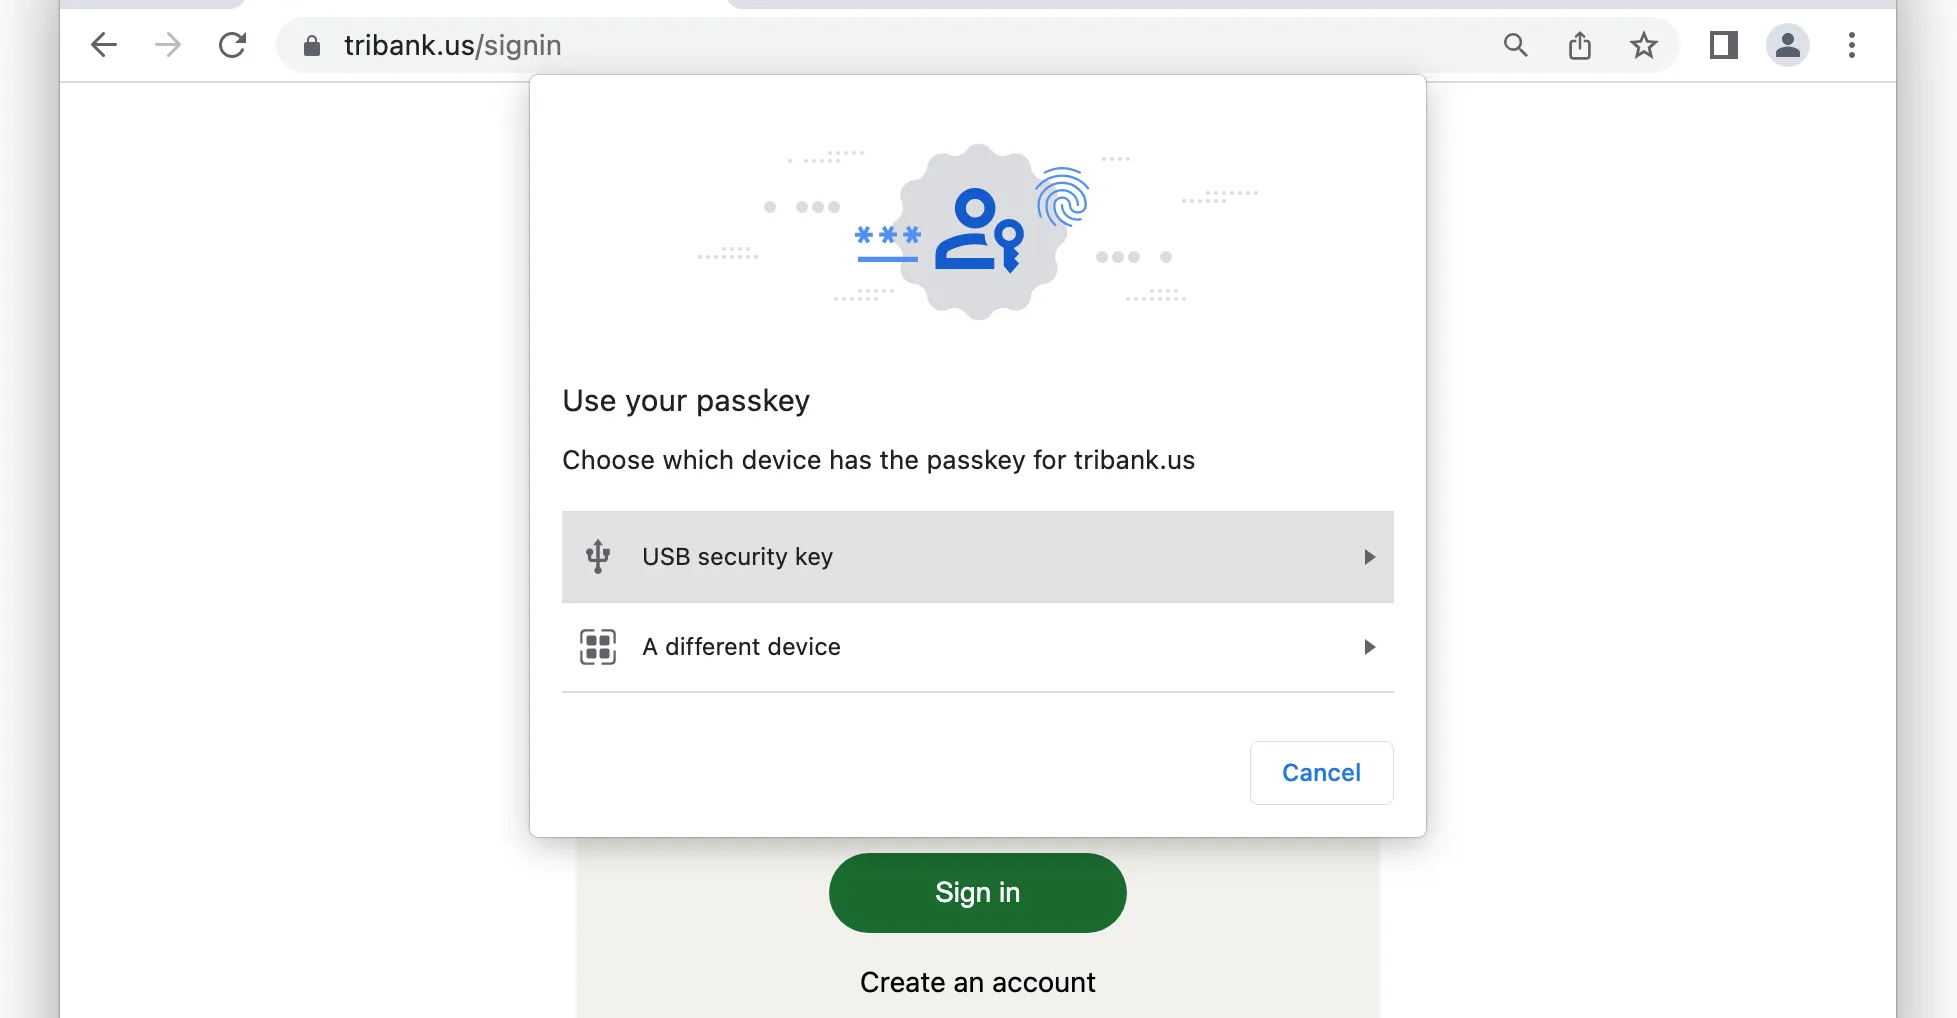 tribank.us/signin
***
Use your passkey
Choose which device has the passkey for tribank.us
USB security key
A different device
Cancel
Sign in
Create an account